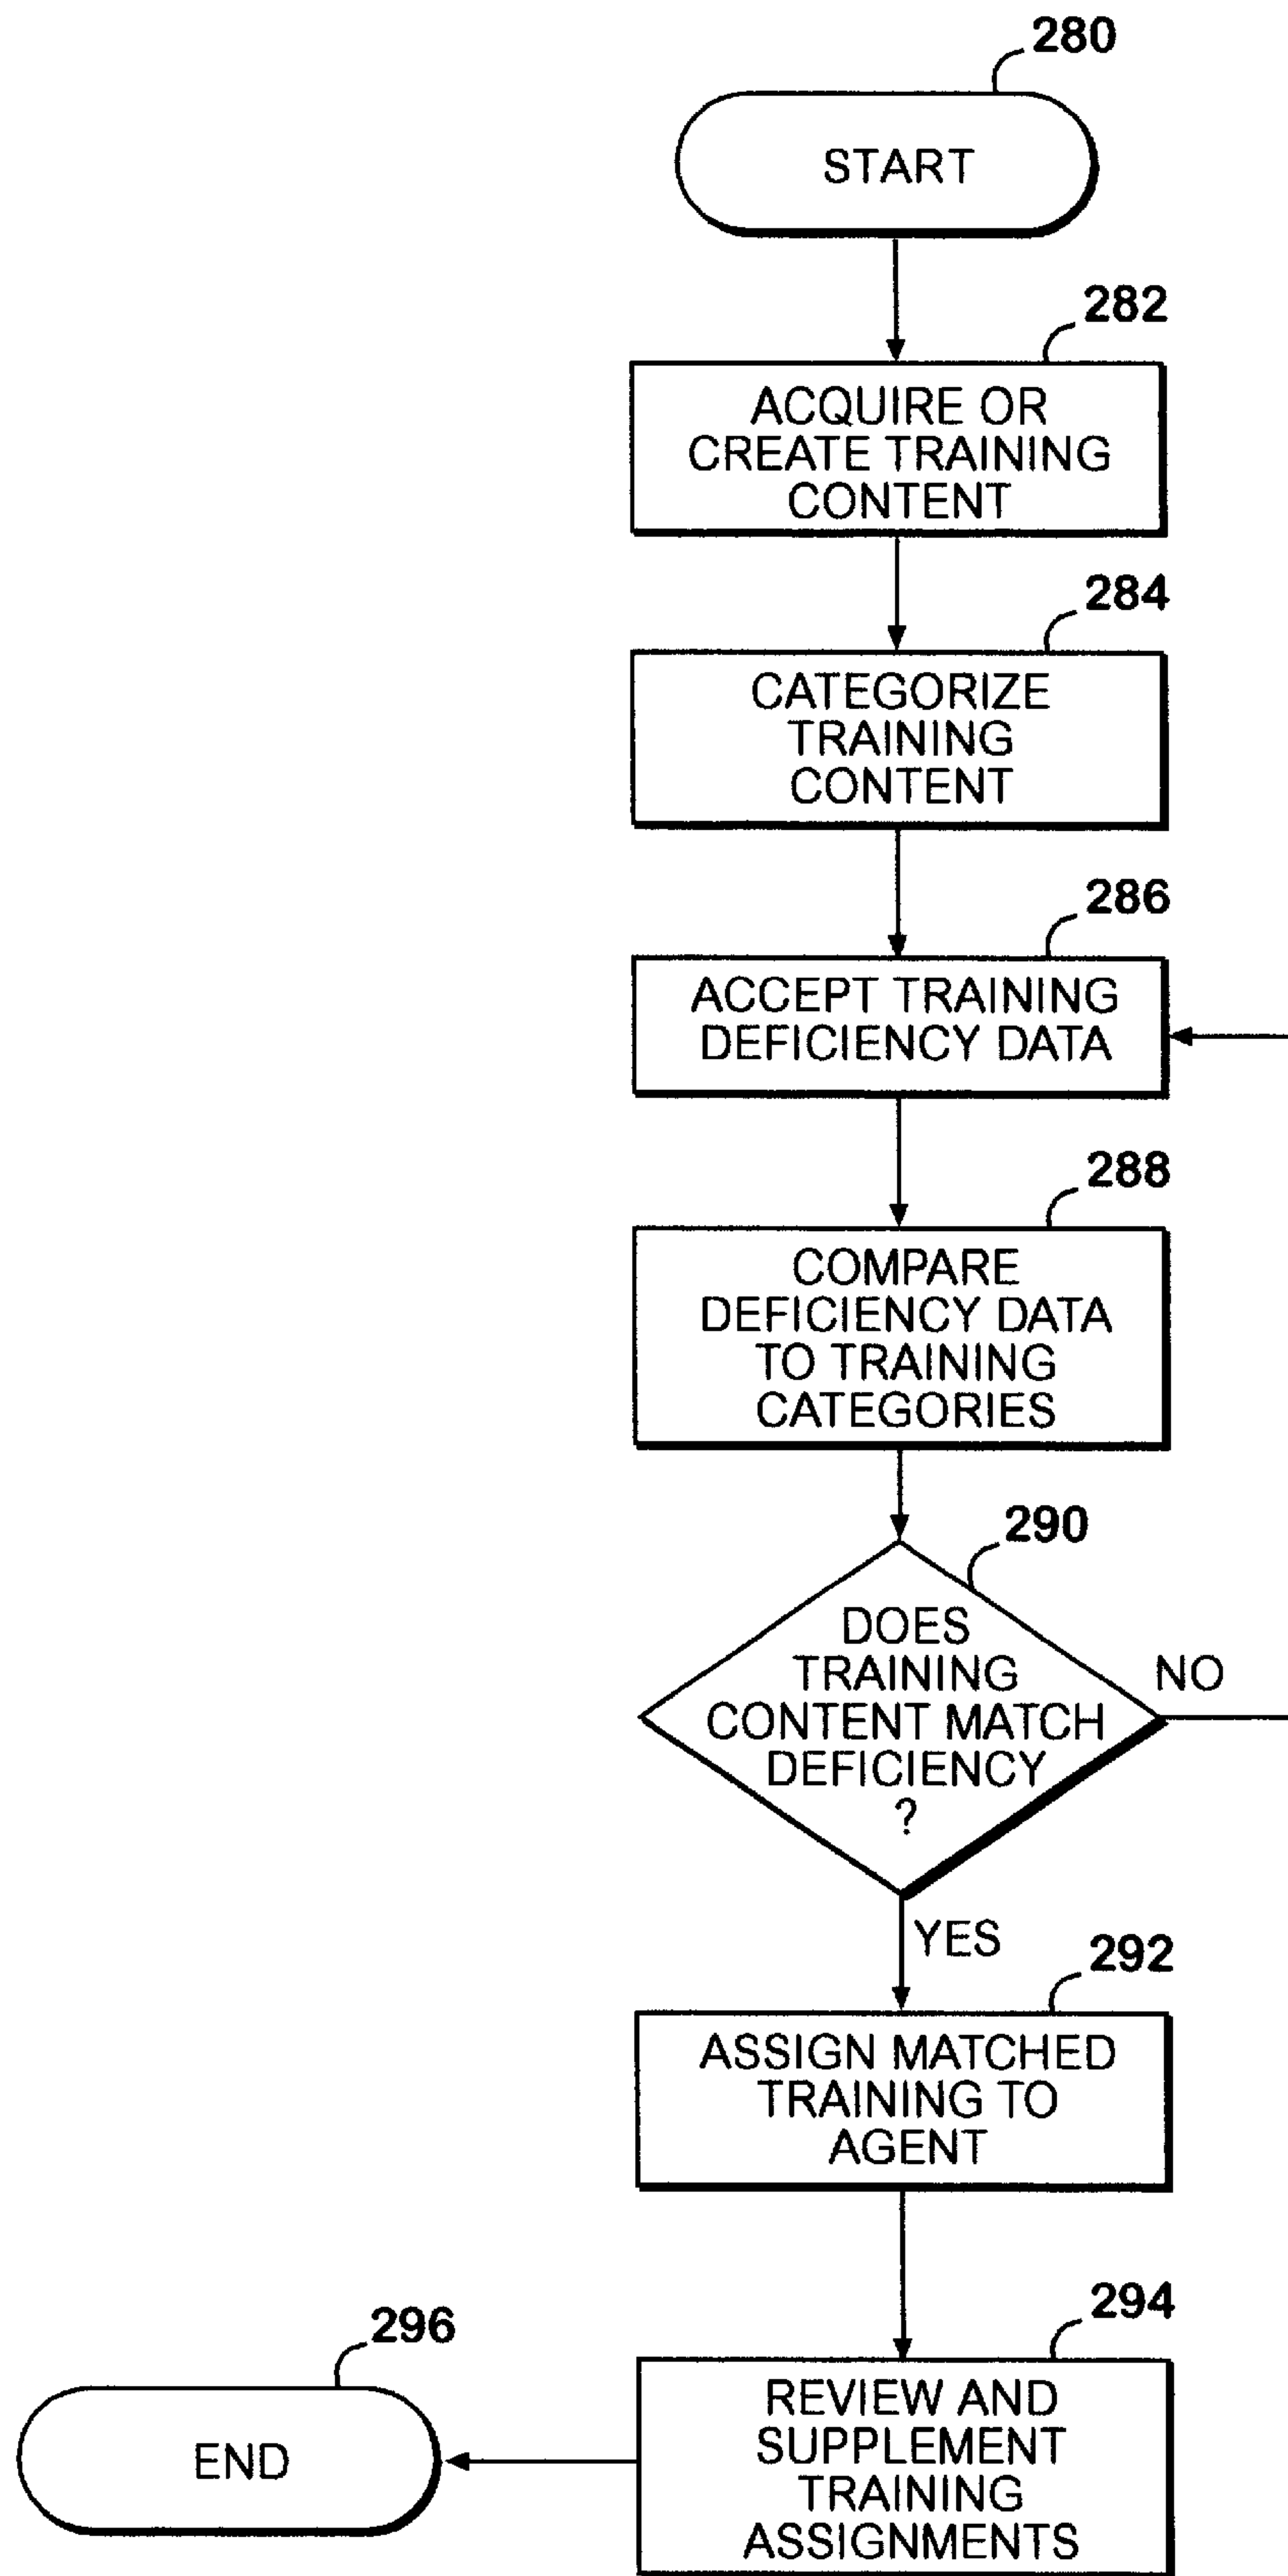 280
START
282
ACQUIRE OR
CREATE TRAINING
CONTENT
284
CATEGORIZE
TRAINING
CONTENT
286
ACCEPT TRAINING
DEFICIENCY DATA
288
COMPARE
DEFICIENCY DATA
TO TRAINING
CATEGORIES
290
DOES
TRAINING
CONTENT MATCH
DEFICIENCY
?
NO
YES
292
ASSIGN MATCHED
TRAINING TO
AGENT
294
REVIEW AND
SUPPLEMENT
TRAINING
ASSIGNMENTS
296
END